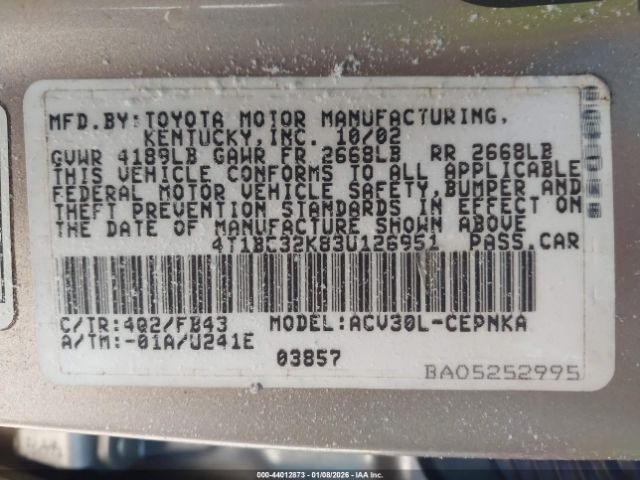 MFD.BY:TOYOTA MOTOR MANUFACTURING,
KENTUCKY,INC. 10/02
GVWR 4189LB GAWR FR 2668LB RR 2668LB
THIS VEHICLE CONFORMS TO ALL APPLICABLE
FEDERAL MOTOR VEHICLE SAFETY,BUMPER AND
THEFT PREVENTION STANDARDS IN EFFECT ON
THE DATE OF MANUFACTURE SHOWN ABOVE
4T1BC32K83U126951 PASS.CAR
C/TR:4Q2/FB43 MODEL:ACV30L-CEPNKA
A/TM:-01A/U241E
03857
BA05252995
000-44012873 - 01/08/2026 - IAAI.CA